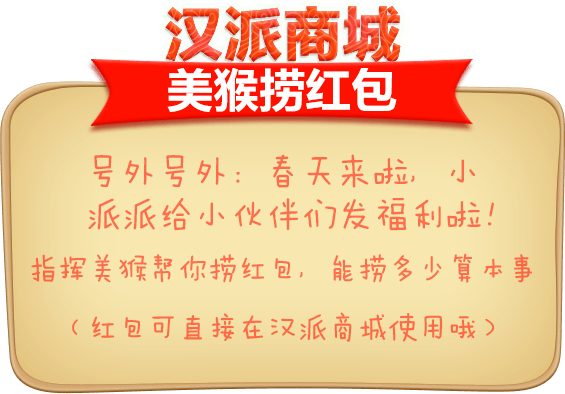 汉派商城
美猴捞红包
号外号外：春天来啦，小
派派给小伙伴们发福利啦！
指挥美猴帮你捞红包，能捞多少算本事
（红包可直接在汉派商城使用哦）